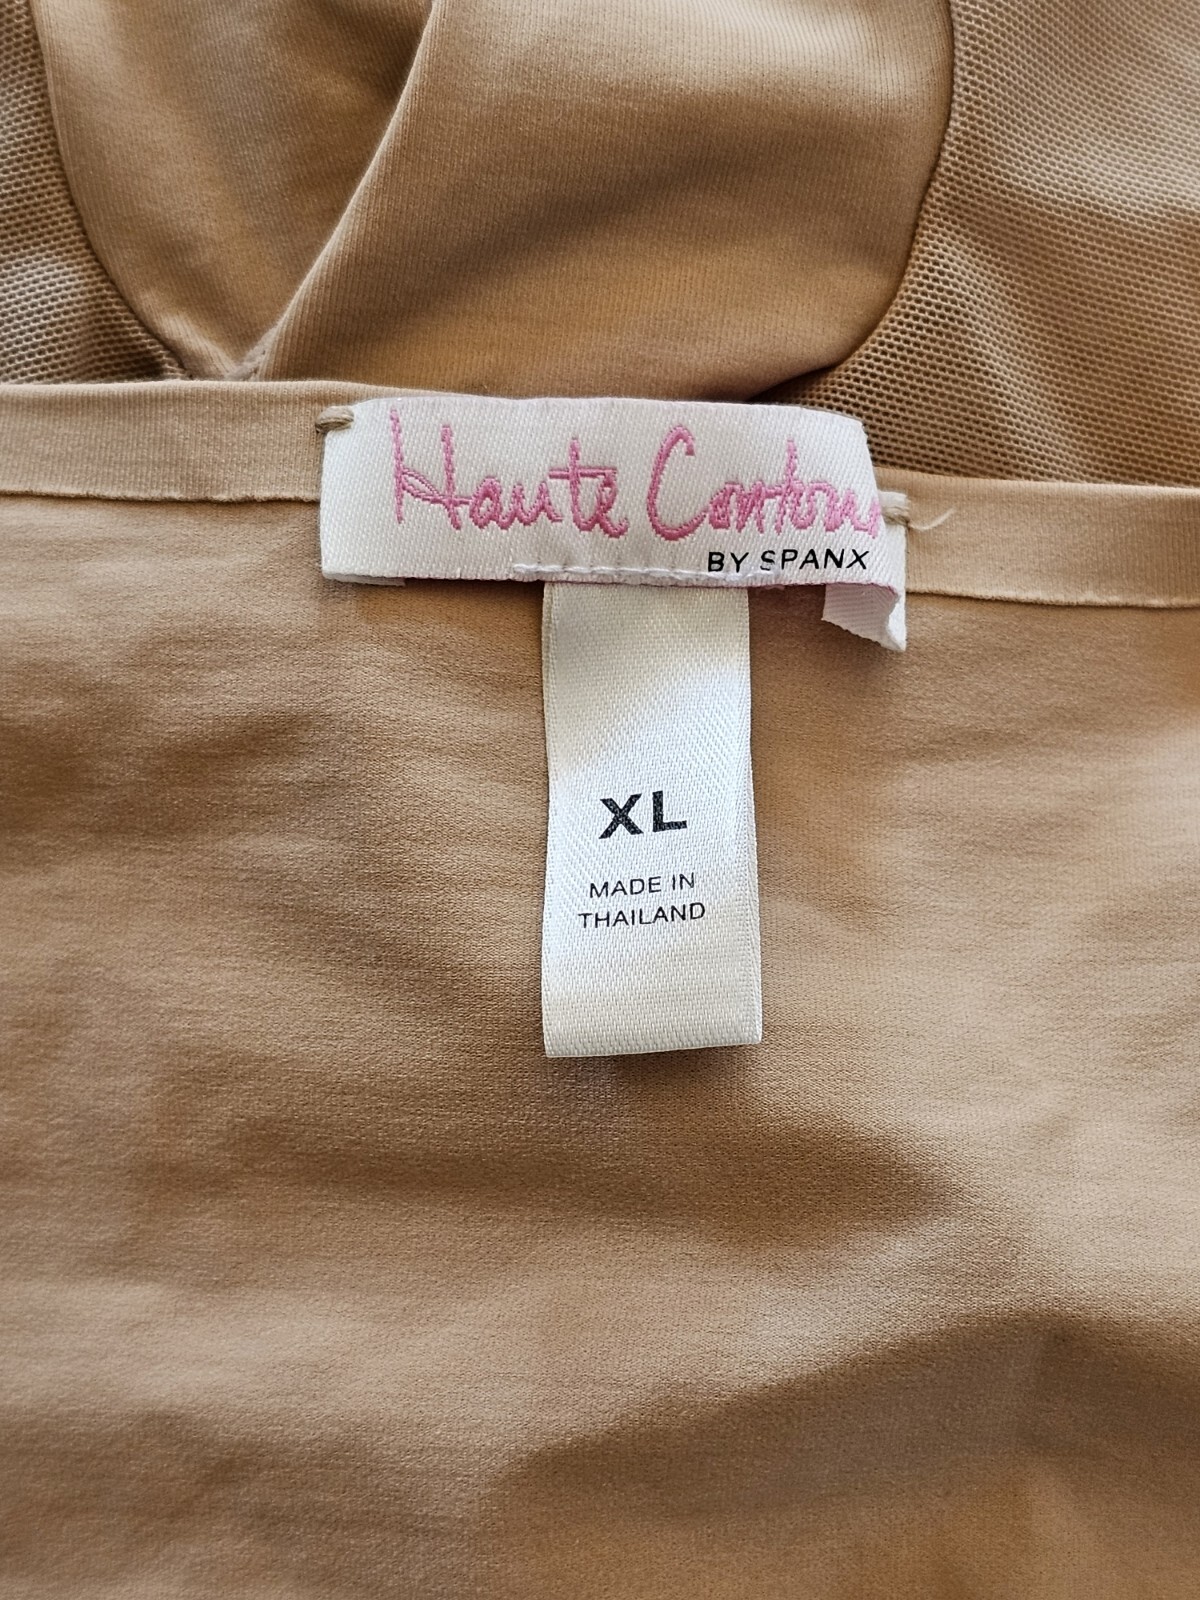 Haute Contour
BY SPANX
XL
MADE IN
THAILAND